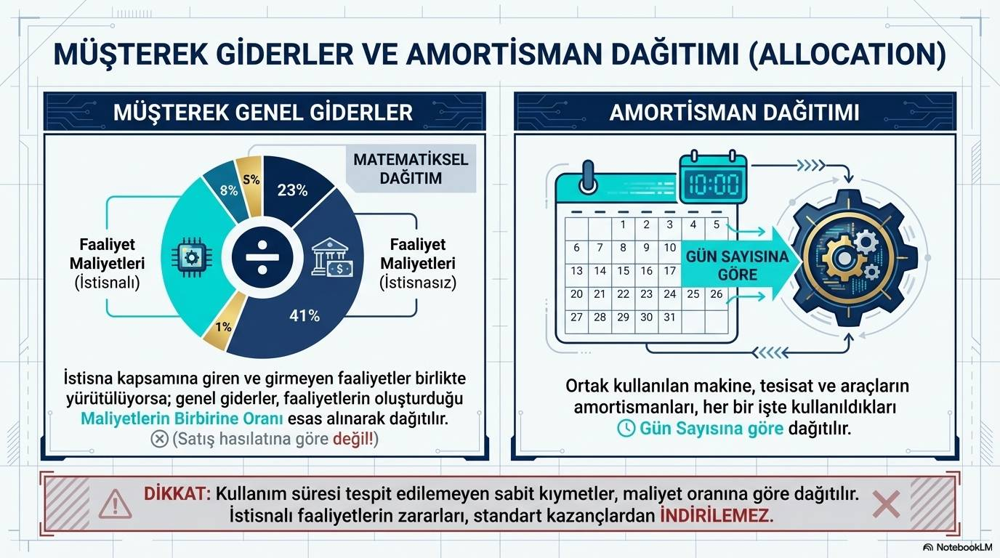 MÜŞTEREK GİDERLER VE AMORTİSMAN DAĞITIMI (ALLOCATION)
MÜŞTEREK GENEL GİDERLER
MATEMATİKSEL
DAĞITIM
8%
S%
23%
41%
1%
Faaliyet
Maliyetleri
(İstisnalı)
Faaliyet
Maliyetleri
(İstisnasız)
$
İstisna kapsamına giren ve girmeyen faaliyetler birlikte
yürütülüyorsa; genel giderler, faaliyetlerin oluşturduğu
Maliyetlerin Birbirine Oranı esas alınarak dağıtılır.
(Satış hasılatına göre değil!)
AMORTİSMAN DAĞITIMI
10:00
1 2 3 4 5
6 7 8 9 10
13 14 15 16 17
20 21 22 23 24 25 26
27 28 29 30 31
GÜN SAYISINA
GÖRE
Ortak kullanılan makine, tesisat ve araçların
amortismanları, her bir işte kullanıldıkları
Gün Sayısına göre dağıtılır.
DİKKAT: Kullanım süresi tespit edilemeyen sabit kıymetler, maliyet oranına göre dağıtılır.
İstisnalı faaliyetlerin zararları, standart kazançlardan İNDİRİLEMEZ.
NotebookLM